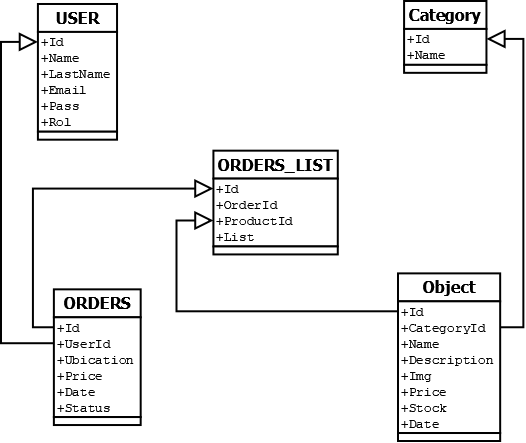 USER
+Id
+Name
+LastName
+Email
+Pass
+Rol
Category
+Id
+Name
ORDERS_LIST
+Id
+OrderId
+ProductId
+List
ORDERS
+Id
+UserId
+Ubication
+Price
+Date
+Status
Object
+Id
+CategoryId
+Name
+Description
+Img
+Price
+Stock
+Date